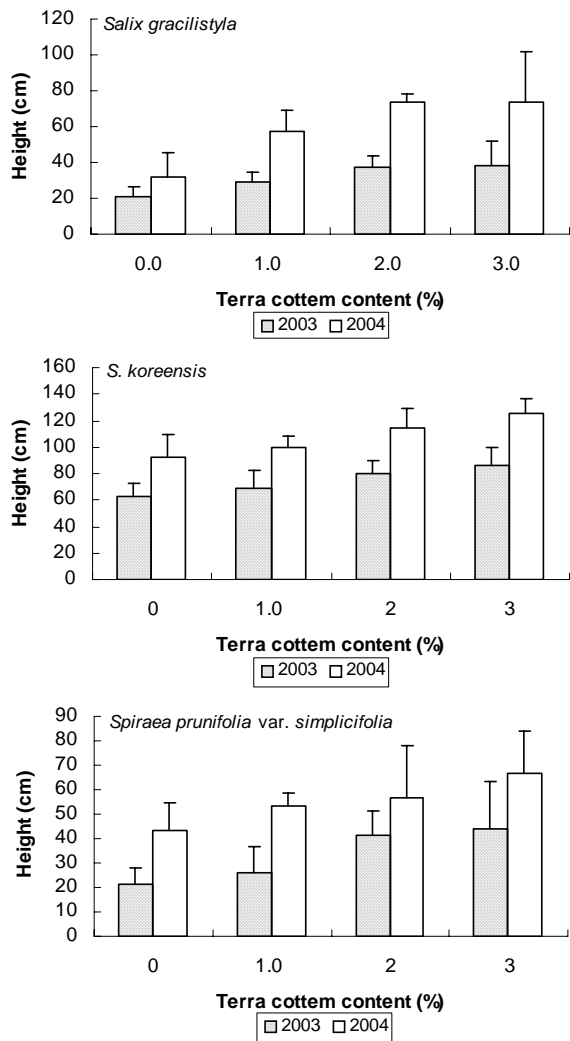 Salix gracilistyla
120
100
80
60
40
20
0
Height (cm)
0.0 1.0 2.0 3.0
Terra cottem content (%)
2003 2004
S. koreensis
160
140
120
100
80
60
40
20
0
Height (cm)
0 1.0 2 3
Terra cottem content (%)
2003 2004
Spiraea prunifolia var. simplicifolia
90
80
70
60
50
40
30
20
10
0
Height (cm)
0 1.0 2 3
Terra cottem content (%)
2003 2004